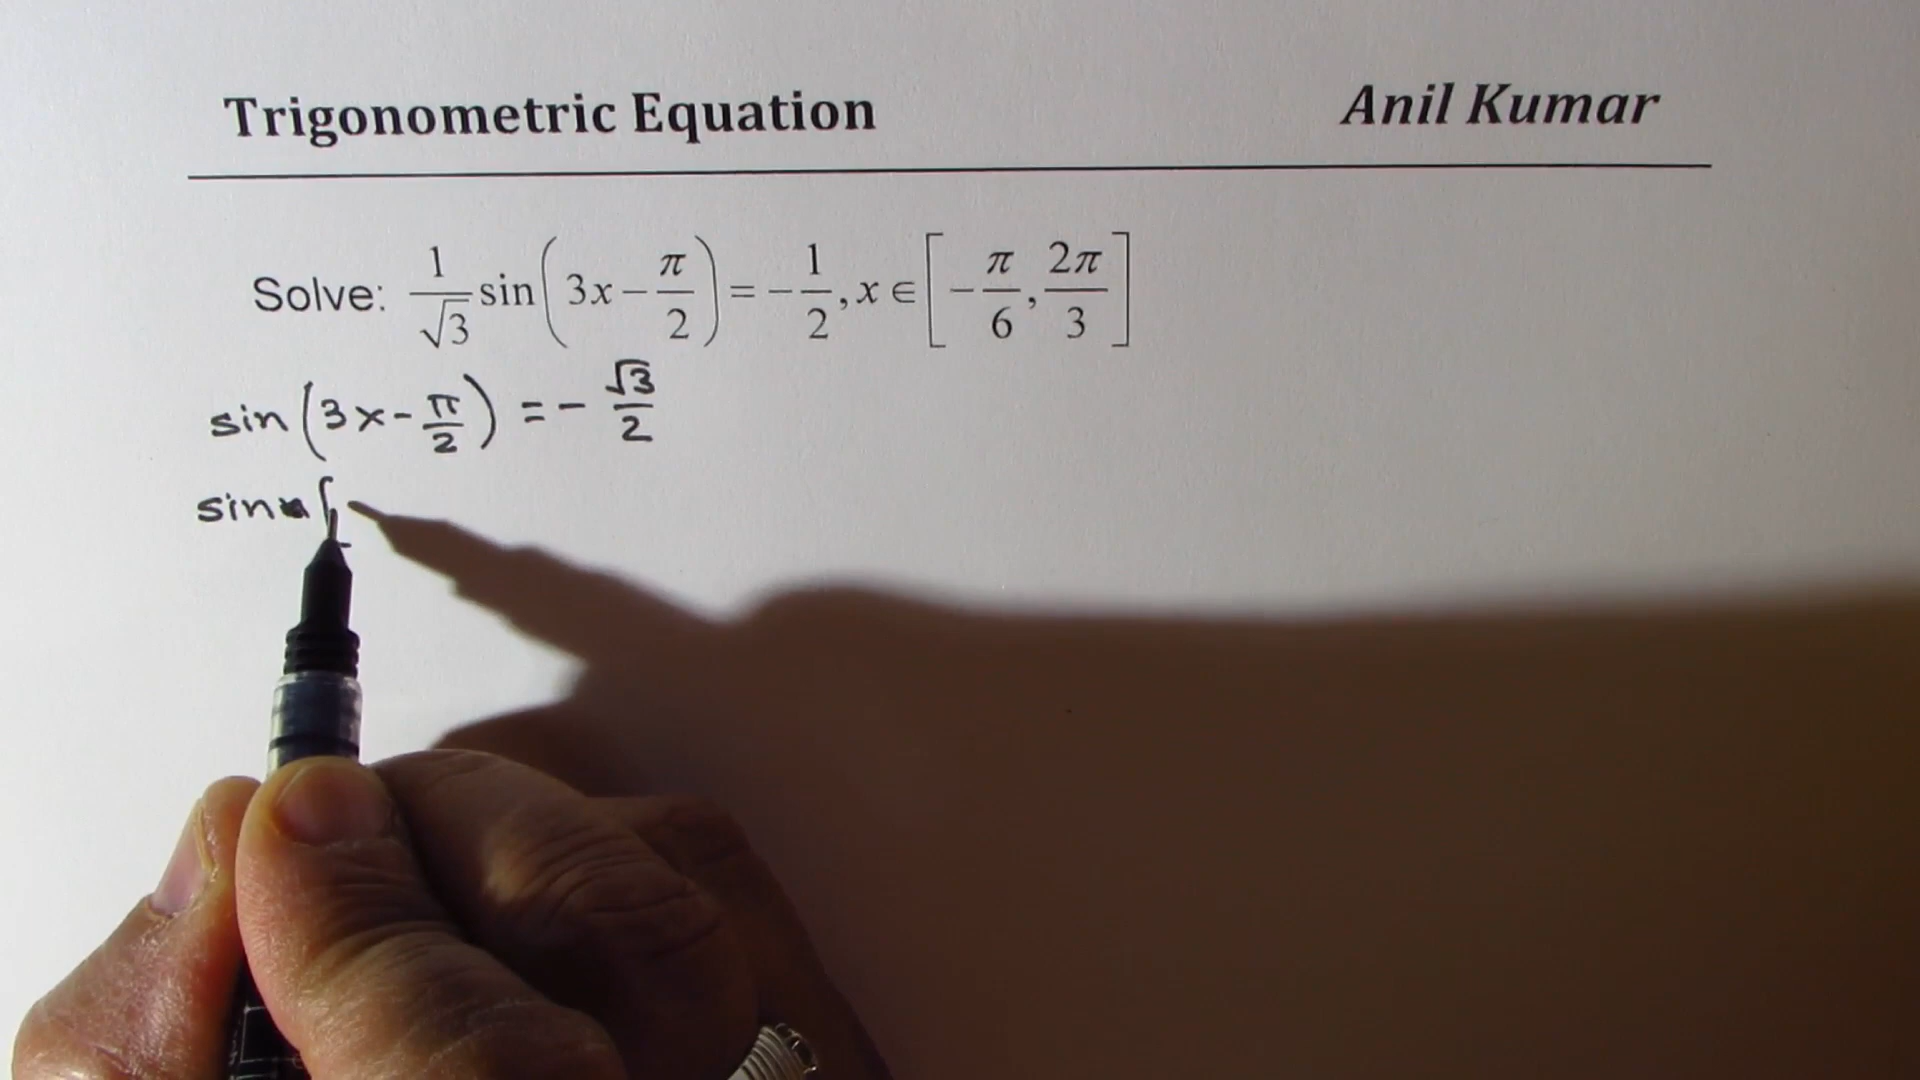 Trigonometric Equation Anil Kumar
Solve: 1/√3 sin(3x − π/2) = −1/2, x ∈ [−π/6, 2π/3]
sin(3x − π/2) = − √3/2
sin (